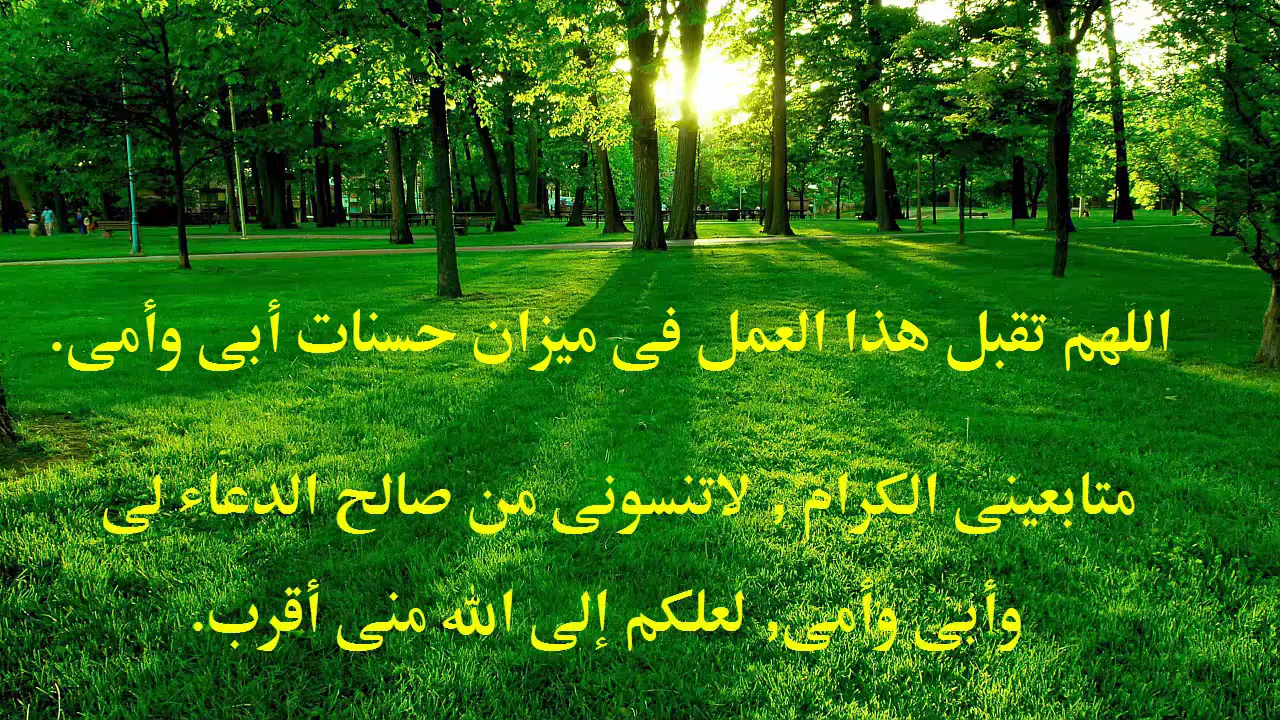 اللهم تقبل هذا العمل فى ميزان حسنات أبى وأمى.
متابعينى الكرام, لاتنسونى من صالح الدعاء لى
وأبى وأمى, لعلكم إلى الله منى أقرب.